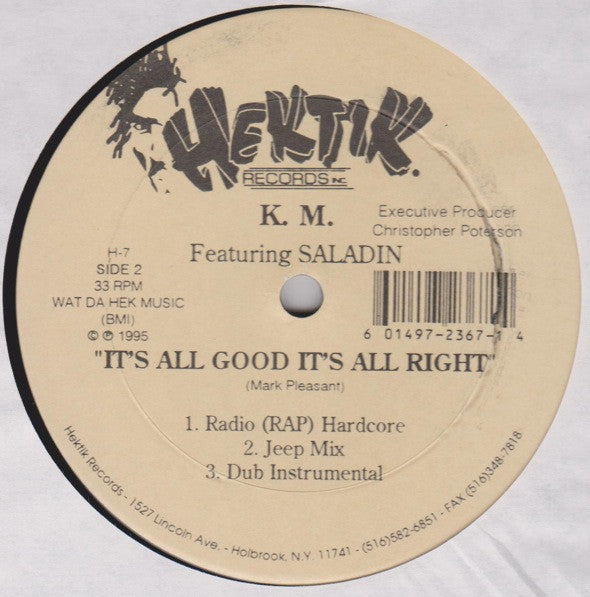 HEKTIK.
RECORDS INC.
K. M.
Featuring SALADIN
Executive Producer
Christopher Poterson
H-7
SIDE 2
33 RPM
WAT DA HEK MUSIC
(BMI)
© ℗ 1995
6 01497-2367-1 4
"IT'S ALL GOOD IT'S ALL RIGHT"
(Mark Pleasant)
1. Radio (RAP) Hardcore
2. Jeep Mix
3. Dub Instrumental
Hektik Records - 1527 Lincoln Ave. - Holbrook, N.Y. 11741 - (516)582-6851 - FAX (516)348-7818